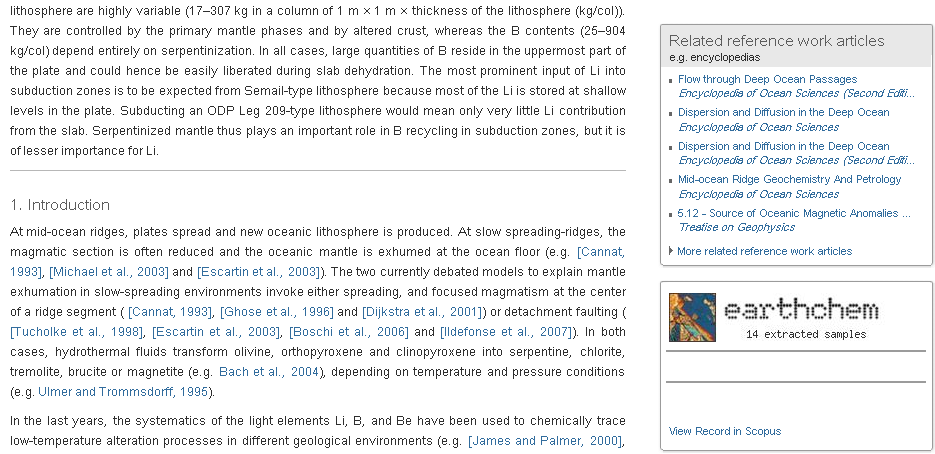 lithosphere are highly variable (17–307 kg in a column of 1 m × 1 m × thickness of the lithosphere (kg/col)).
They are controlled by the primary mantle phases and by altered crust, whereas the B contents (25–904
kg/col) depend entirely on serpentinization. In all cases, large quantities of B reside in the uppermost part of
the plate and could hence be easily liberated during slab dehydration. The most prominent input of Li into
subduction zones is to be expected from Semail-type lithosphere because most of the Li is stored at shallow
levels in the plate. Subducting an ODP Leg 209-type lithosphere would mean only very little Li contribution
from the slab. Serpentinized mantle thus plays an important role in B recycling in subduction zones, but it is
of lesser importance for Li.
1. Introduction
At mid-ocean ridges, plates spread and new oceanic lithosphere is produced. At slow spreading-ridges, the
magmatic section is often reduced and the oceanic mantle is exhumed at the ocean floor (e.g. [Cannat,
1993], [Michael et al., 2003] and [Escartin et al., 2003]). The two currently debated models to explain mantle
exhumation in slow-spreading environments invoke either spreading, and focused magmatism at the center
of a ridge segment ( [Cannat, 1993], [Ghose et al., 1996] and [Dijkstra et al., 2001]) or detachment faulting (
[Tucholke et al., 1998], [Escartin et al., 2003], [Boschi et al., 2006] and [Ildefonse et al., 2007]). In both
cases, hydrothermal fluids transform olivine, orthopyroxene and clinopyroxene into serpentine, chlorite,
tremolite, brucite or magnetite (e.g. Bach et al., 2004), depending on temperature and pressure conditions
(e.g. Ulmer and Trommsdorff, 1995).
In the last years, the systematics of the light elements Li, B, and Be have been used to chemically trace
low-temperature alteration processes in different geological environments (e.g. [James and Palmer, 2000],
Related reference work articles
e.g. encyclopedias
Flow through Deep Ocean Passages
Encyclopedia of Ocean Sciences (Second Editi...
Dispersion and Diffusion in the Deep Ocean
Encyclopedia of Ocean Sciences
Dispersion and Diffusion in the Deep Ocean
Encyclopedia of Ocean Sciences (Second Editi...
Mid-ocean Ridge Geochemistry And Petrology
Encyclopedia of Ocean Sciences
5.12 - Source of Oceanic Magnetic Anomalies ...
Treatise on Geophysics
More related reference work articles
earthchem
14 extracted samples
View Record in Scopus